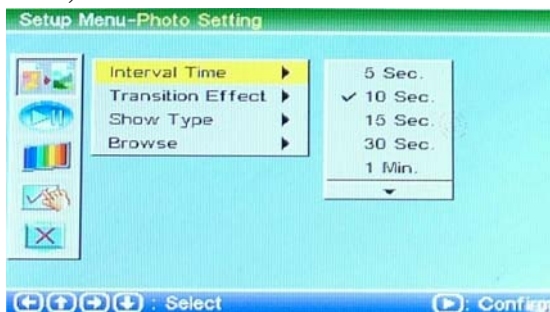 Setup Menu-Photo Setting
Interval Time
Transition Effect
Show Type
Browse
5 Sec.
✓ 10 Sec.
15 Sec.
30 Sec.
1 Min.
: Select
: Confirm